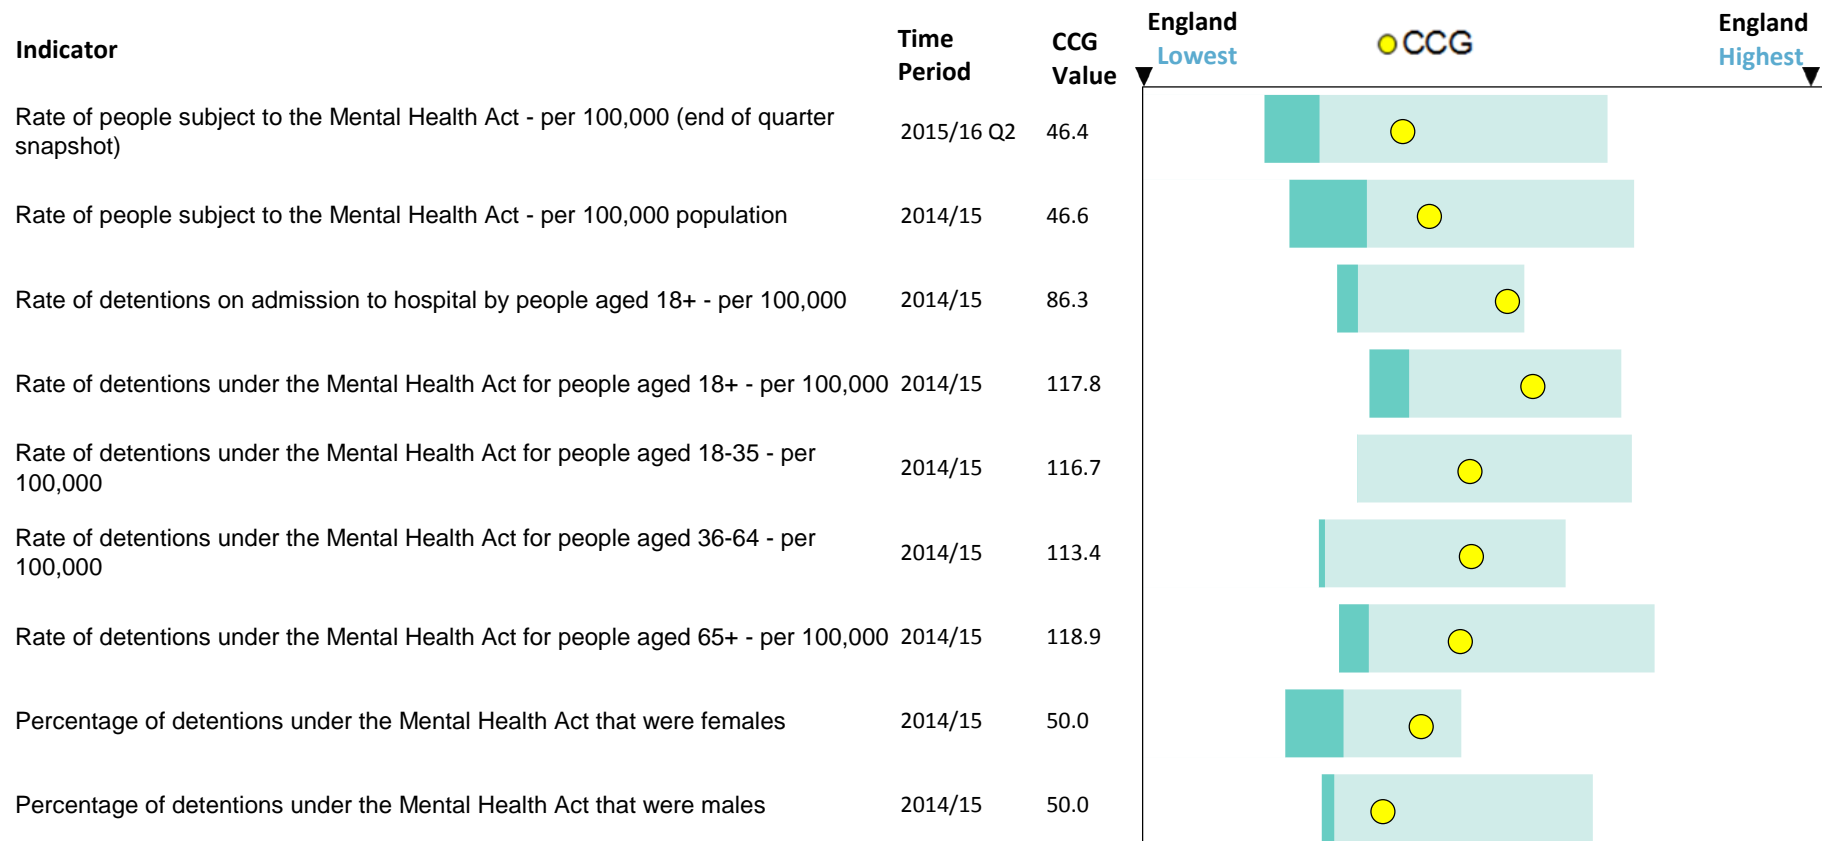 Indicator
Time
Period
CCG
Value
England
Lowest
CCG
England
Highest
Rate of people subject to the Mental Health Act - per 100,000 (end of quarter
snapshot)
2015/16 Q2
46.4
Rate of people subject to the Mental Health Act - per 100,000 population
2014/15
46.6
Rate of detentions on admission to hospital by people aged 18+ - per 100,000
2014/15
86.3
Rate of detentions under the Mental Health Act for people aged 18+ - per 100,000
2014/15
117.8
Rate of detentions under the Mental Health Act for people aged 18-35 - per
100,000
2014/15
116.7
Rate of detentions under the Mental Health Act for people aged 36-64 - per
100,000
2014/15
113.4
Rate of detentions under the Mental Health Act for people aged 65+ - per 100,000
2014/15
118.9
Percentage of detentions under the Mental Health Act that were females
2014/15
50.0
Percentage of detentions under the Mental Health Act that were males
2014/15
50.0